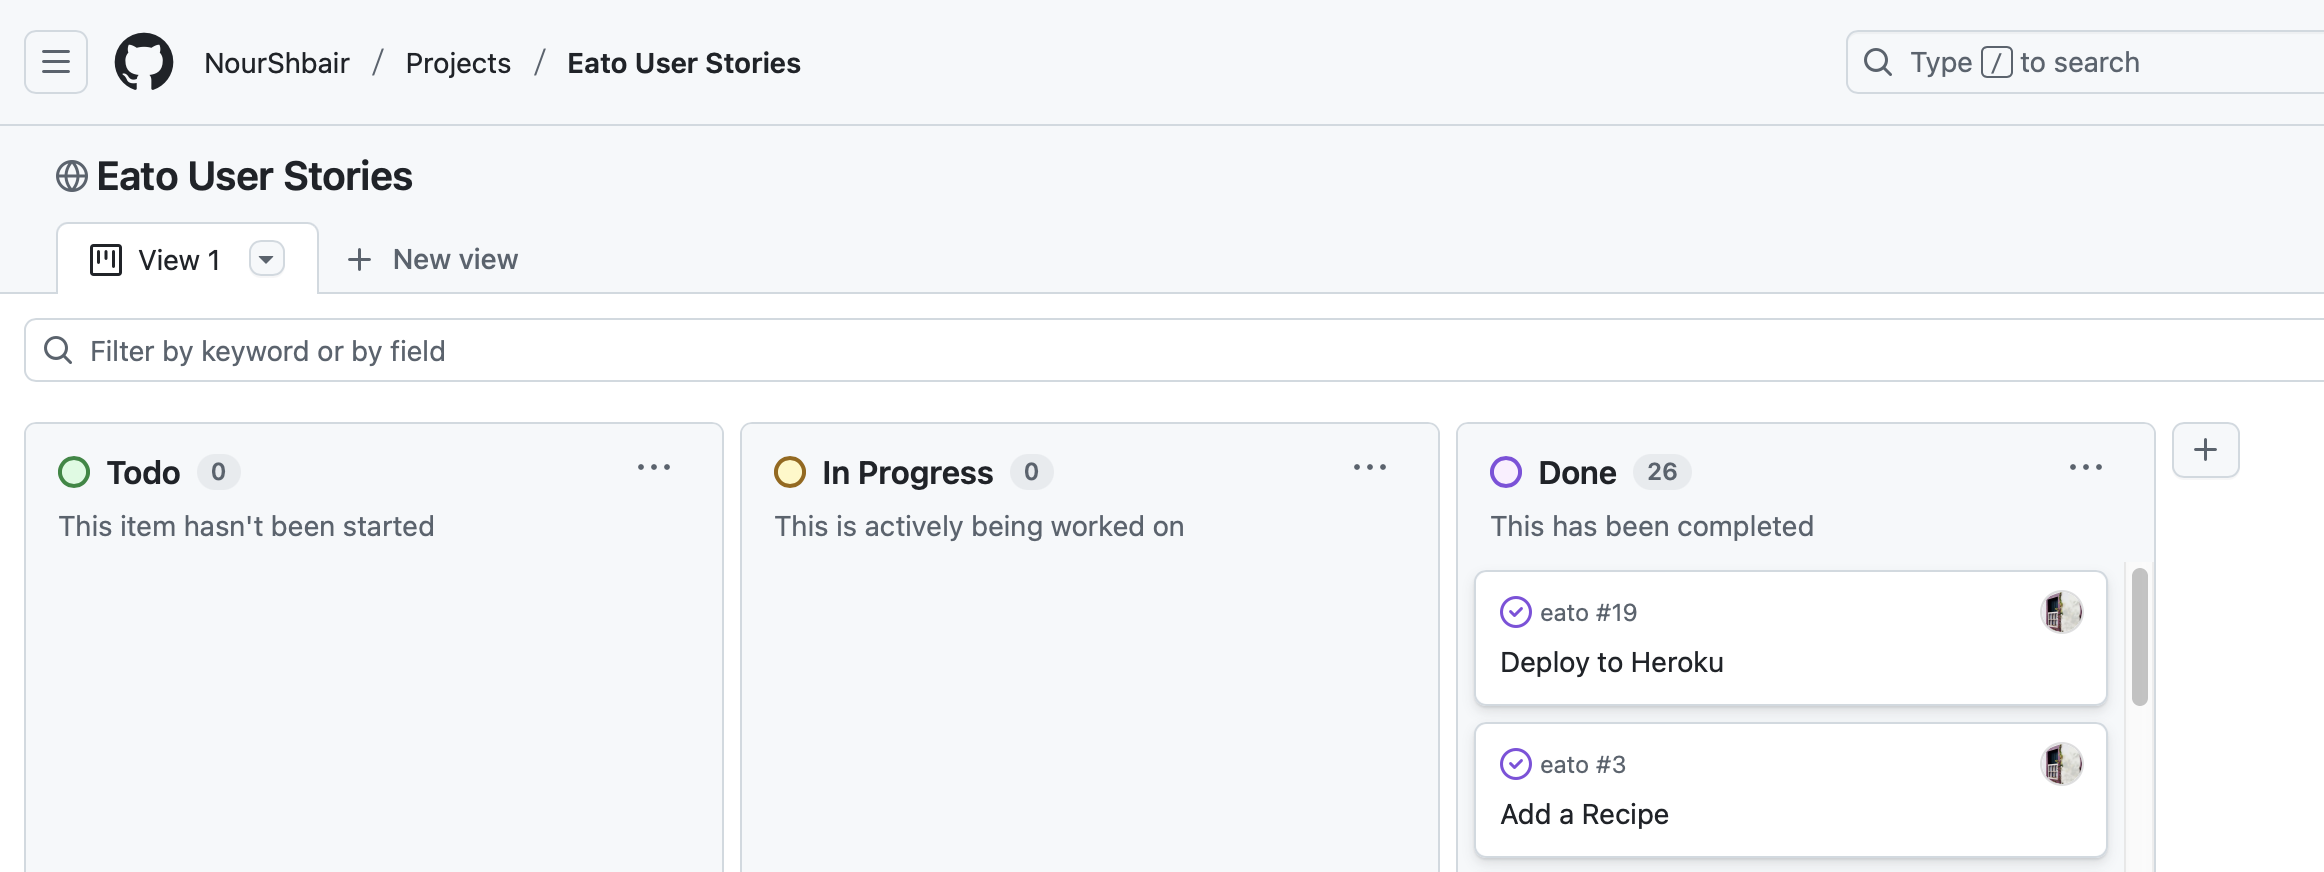 NourShbair / Projects / Eato User Stories
Type / to search
Eato User Stories
View 1
New view
Filter by keyword or by field
Todo 0
This item hasn't been started
In Progress 0
This is actively being worked on
Done 26
This has been completed
eato #19
Deploy to Heroku
eato #3
Add a Recipe